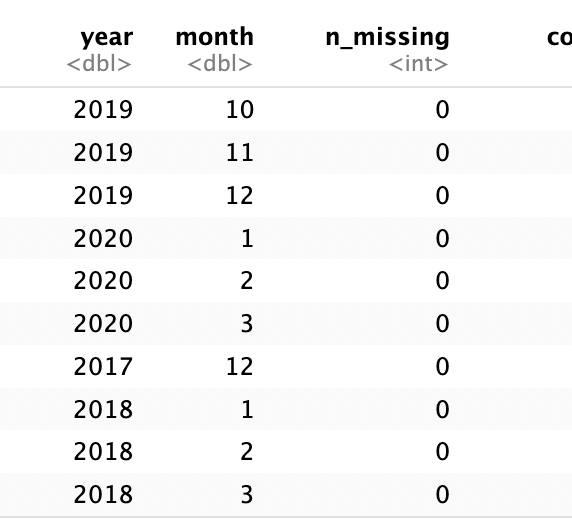 year month n_missing co
<dbl> <dbl> <int>
2019 10 0
2019 11 0
2019 12 0
2020 1 0
2020 2 0
2020 3 0
2017 12 0
2018 1 0
2018 2 0
2018 3 0